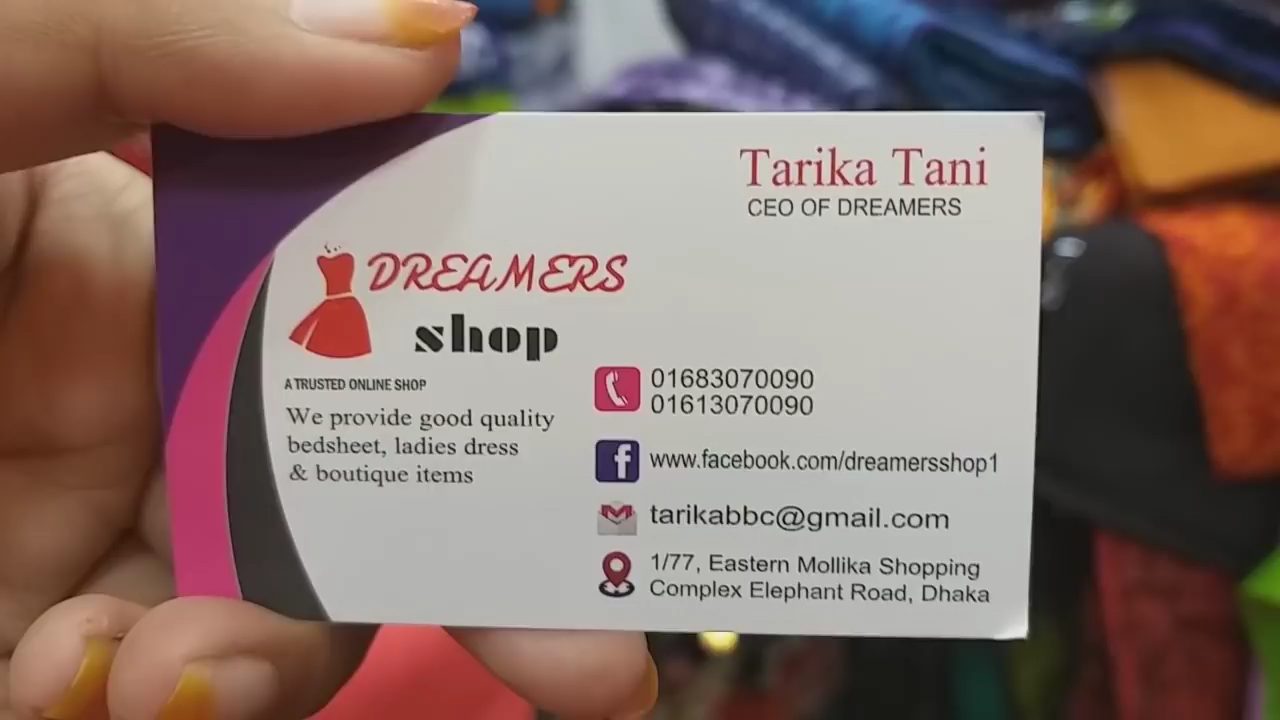 Tarika Tani
CEO OF DREAMERS
DREAMERS
shop
A TRUSTED ONLINE SHOP
We provide good quality
bedsheet, ladies dress
& boutique items
01683070090
01613070090
www.facebook.com/dreamersshop1
tarikabbc@gmail.com
1/77, Eastern Mollika Shopping
Complex Elephant Road, Dhaka